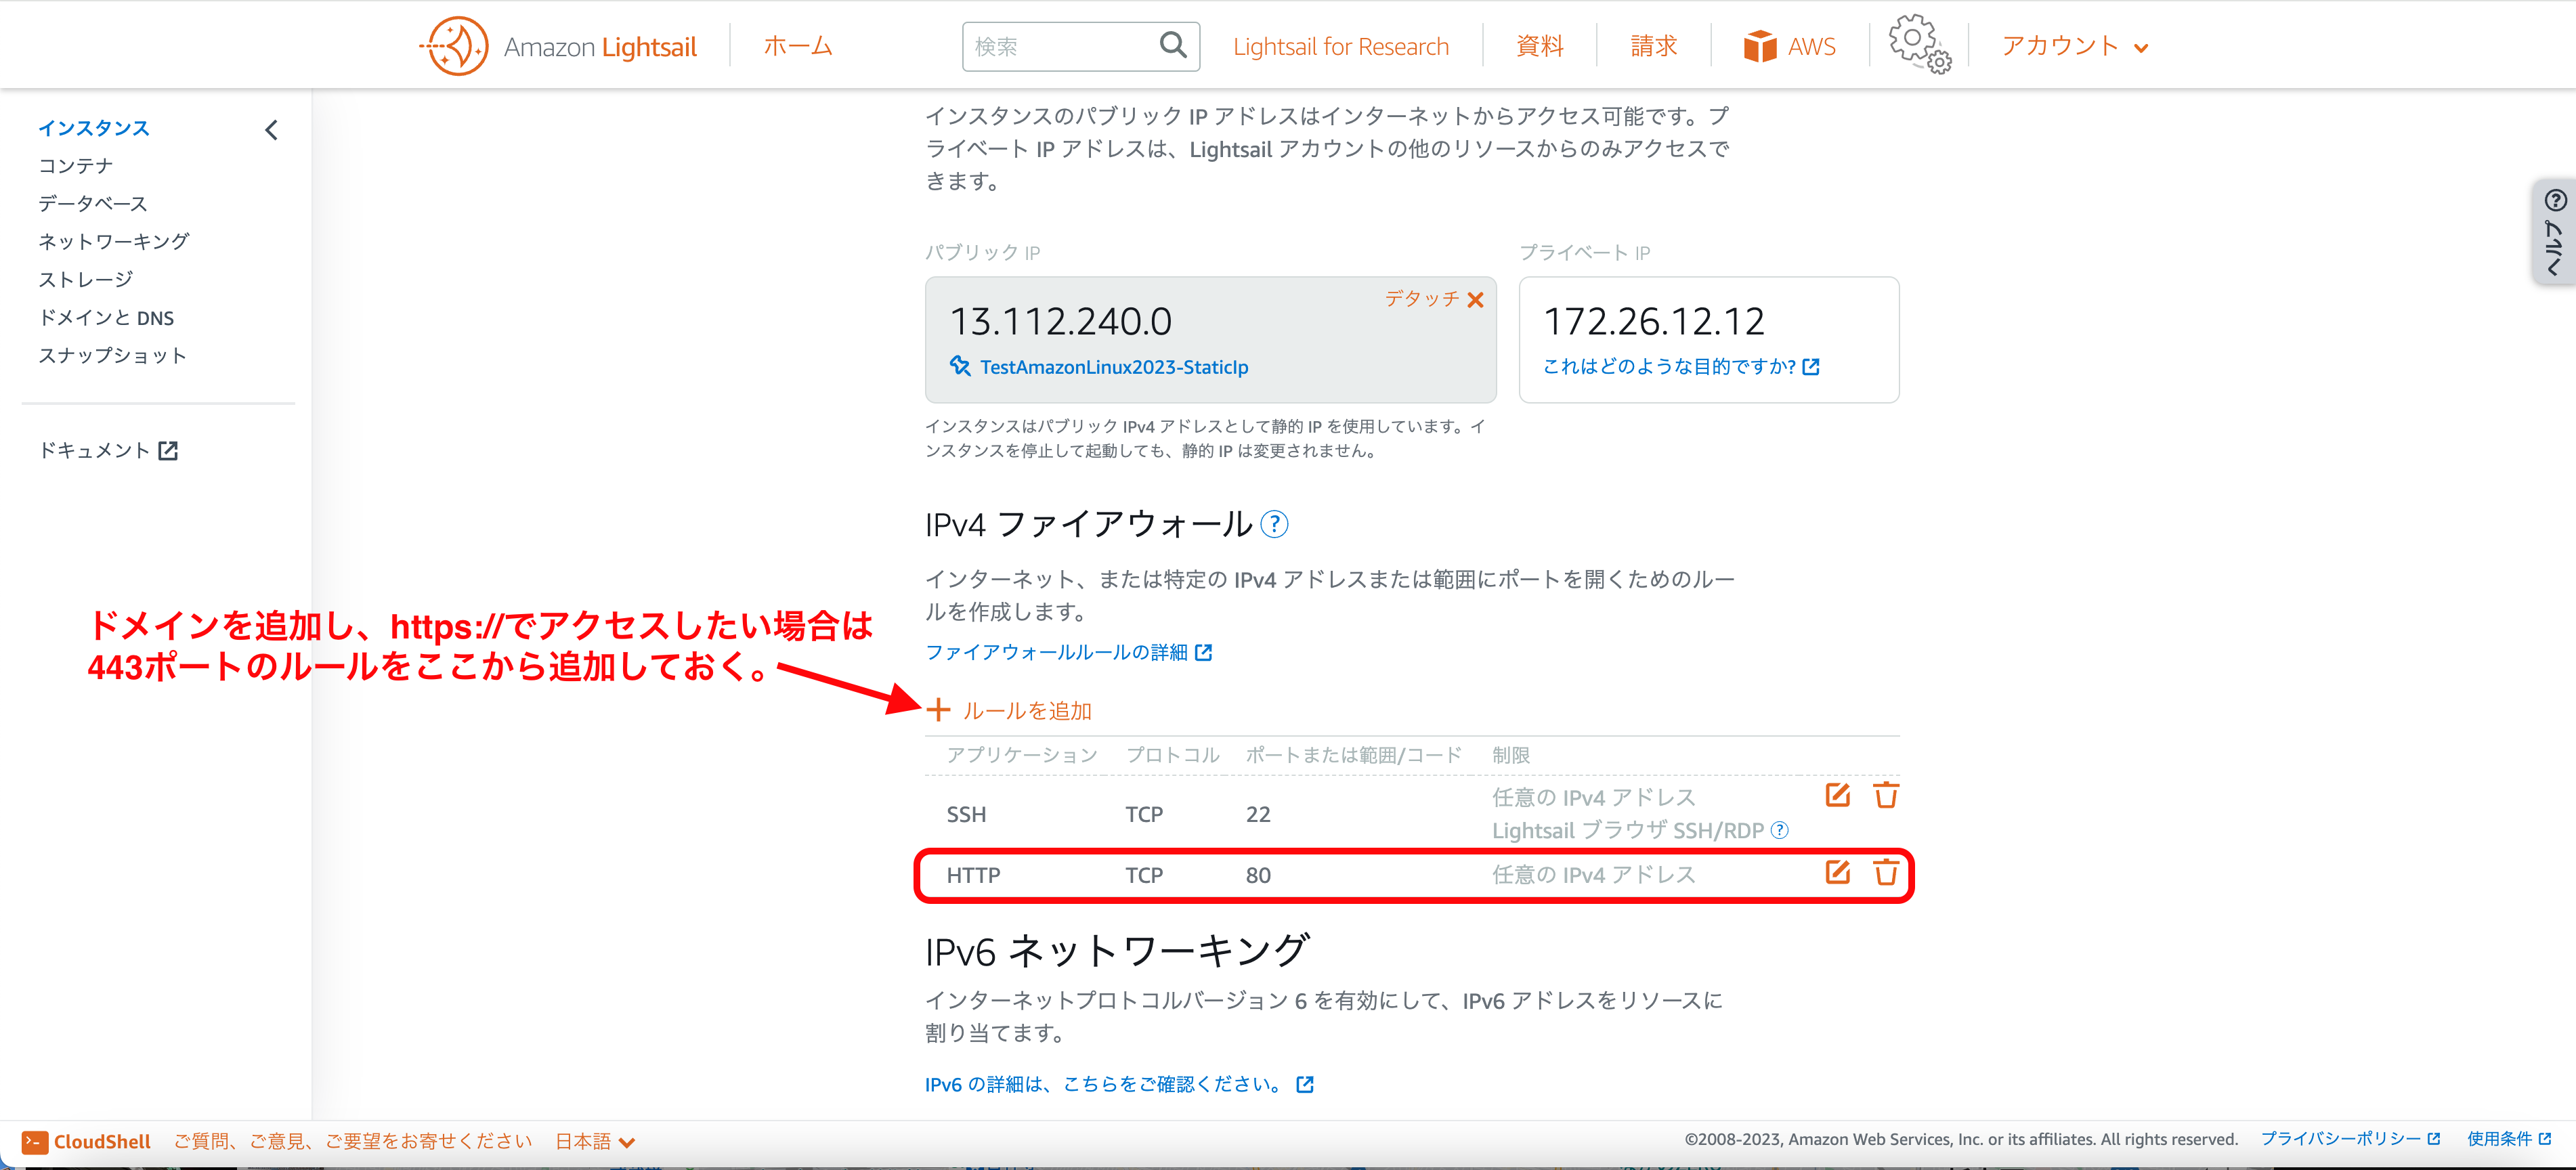 Amazon Lightsail
ホーム
検索
Lightsail for Research
資料
請求
AWS
アカウント
インスタンス
コンテナ
データベース
ネットワーキング
ストレージ
ドメインと DNS
スナップショット
ドキュメント
インスタンスのパブリック IP アドレスはインターネットからアクセス可能です。プ
ライベート IP アドレスは、Lightsail アカウントの他のリソースからのみアクセスで
きます。
パブリック IP
デタッチ
13.112.240.0
TestAmazonLinux2023-StaticIp
プライベート IP
172.26.12.12
これはどのような目的ですか?
インスタンスはパブリック IPv4 アドレスとして静的 IP を使用しています。イ
ンスタンスを停止して起動しても、静的 IP は変更されません。
IPv4 ファイアウォール
インターネット、または特定の IPv4 アドレスまたは範囲にポートを開くためのルー
ルを作成します。
ファイアウォールルールの詳細
ドメインを追加し、https://でアクセスしたい場合は
443ポートのルールをここから追加しておく。
ルールを追加
アプリケーション プロトコル ポートまたは範囲/コード 制限
SSH TCP 22 任意の IPv4 アドレス
Lightsail ブラウザ SSH/RDP
HTTP TCP 80 任意の IPv4 アドレス
IPv6 ネットワーキング
インターネットプロトコルバージョン 6 を有効にして、IPv6 アドレスをリソースに
割り当てます。
IPv6 の詳細は、こちらをご確認ください。
ヘルプ
CloudShell
ご質問、ご意見、ご要望をお寄せください
日本語
©2008-2023, Amazon Web Services, Inc. or its affiliates. All rights reserved.
プライバシーポリシー
使用条件